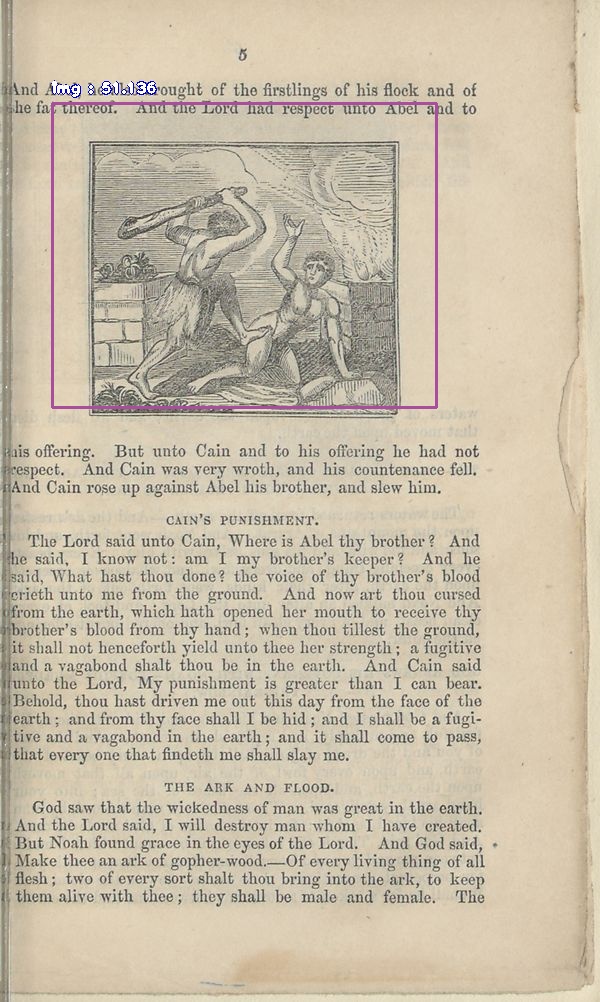 5
img : 51.136
And A ought of the firstlings of his flock and of
the fat thereof. And the Lord had respect unto Abel and to
his offering. But unto Cain and to his offering he had not
respect. And Cain was very wroth, and his countenance fell.
And Cain rose up against Abel his brother, and slew him.
CAIN'S PUNISHMENT.
The Lord said unto Cain, Where is Abel thy brother? And
he said, I know not: am I my brother's keeper? And he
said, What hast thou done? the voice of thy brother's blood
crieth unto me from the ground. And now art thou cursed
from the earth, which hath opened her mouth to receive thy
brother's blood from thy hand; when thou tillest the ground,
it shall not henceforth yield unto thee her strength; a fugitive
and a vagabond shalt thou be in the earth. And Cain said
unto the Lord, My punishment is greater than I can bear.
Behold, thou hast driven me out this day from the face of the
earth; and from thy face shall I be hid; and I shall be a fugi-
tive and a vagabond in the earth; and it shall come to pass,
that every one that findeth me shall slay me.
THE ARK AND FLOOD.
God saw that the wickedness of man was great in the earth.
And the Lord said, I will destroy man whom I have created.
But Noah found grace in the eyes of the Lord. And God said,
Make thee an ark of gopher-wood.—Of every living thing of all
flesh; two of every sort shalt thou bring into the ark, to keep
them alive with thee; they shall be male and female. The